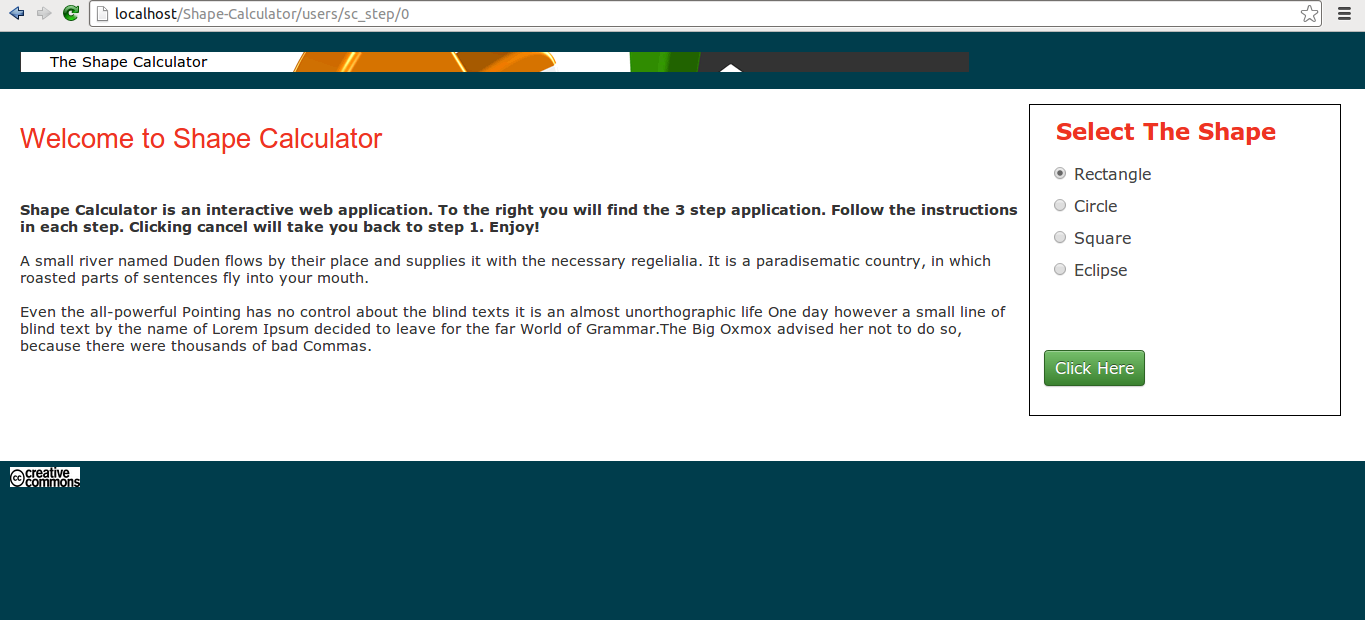 localhost/Shape-Calculator/users/sc_step/0
The Shape Calculator
Welcome to Shape Calculator
Shape Calculator is an interactive web application. To the right you will find the 3 step application. Follow the instructions
in each step. Clicking cancel will take you back to step 1. Enjoy!
A small river named Duden flows by their place and supplies it with the necessary regelialia. It is a paradisematic country, in which
roasted parts of sentences fly into your mouth.
Even the all-powerful Pointing has no control about the blind texts it is an almost unorthographic life One day however a small line of
blind text by the name of Lorem Ipsum decided to leave for the far World of Grammar.The Big Oxmox advised her not to do so,
because there were thousands of bad Commas.
Select The Shape
Rectangle
Circle
Square
Eclipse
Click Here
cc creative
commons